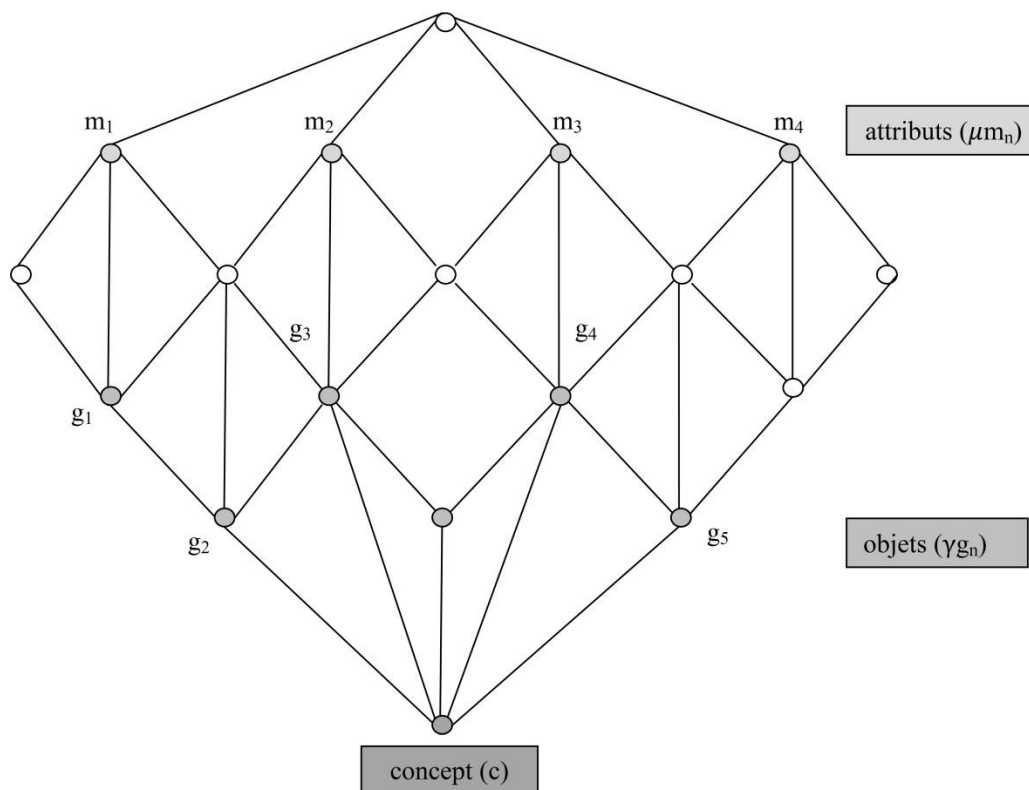 m₁
m₂
m₃
m₄
attributs (µmₙ)
g₃
g₄
g₁
g₂
g₅
objets (γgₙ)
concept (c)